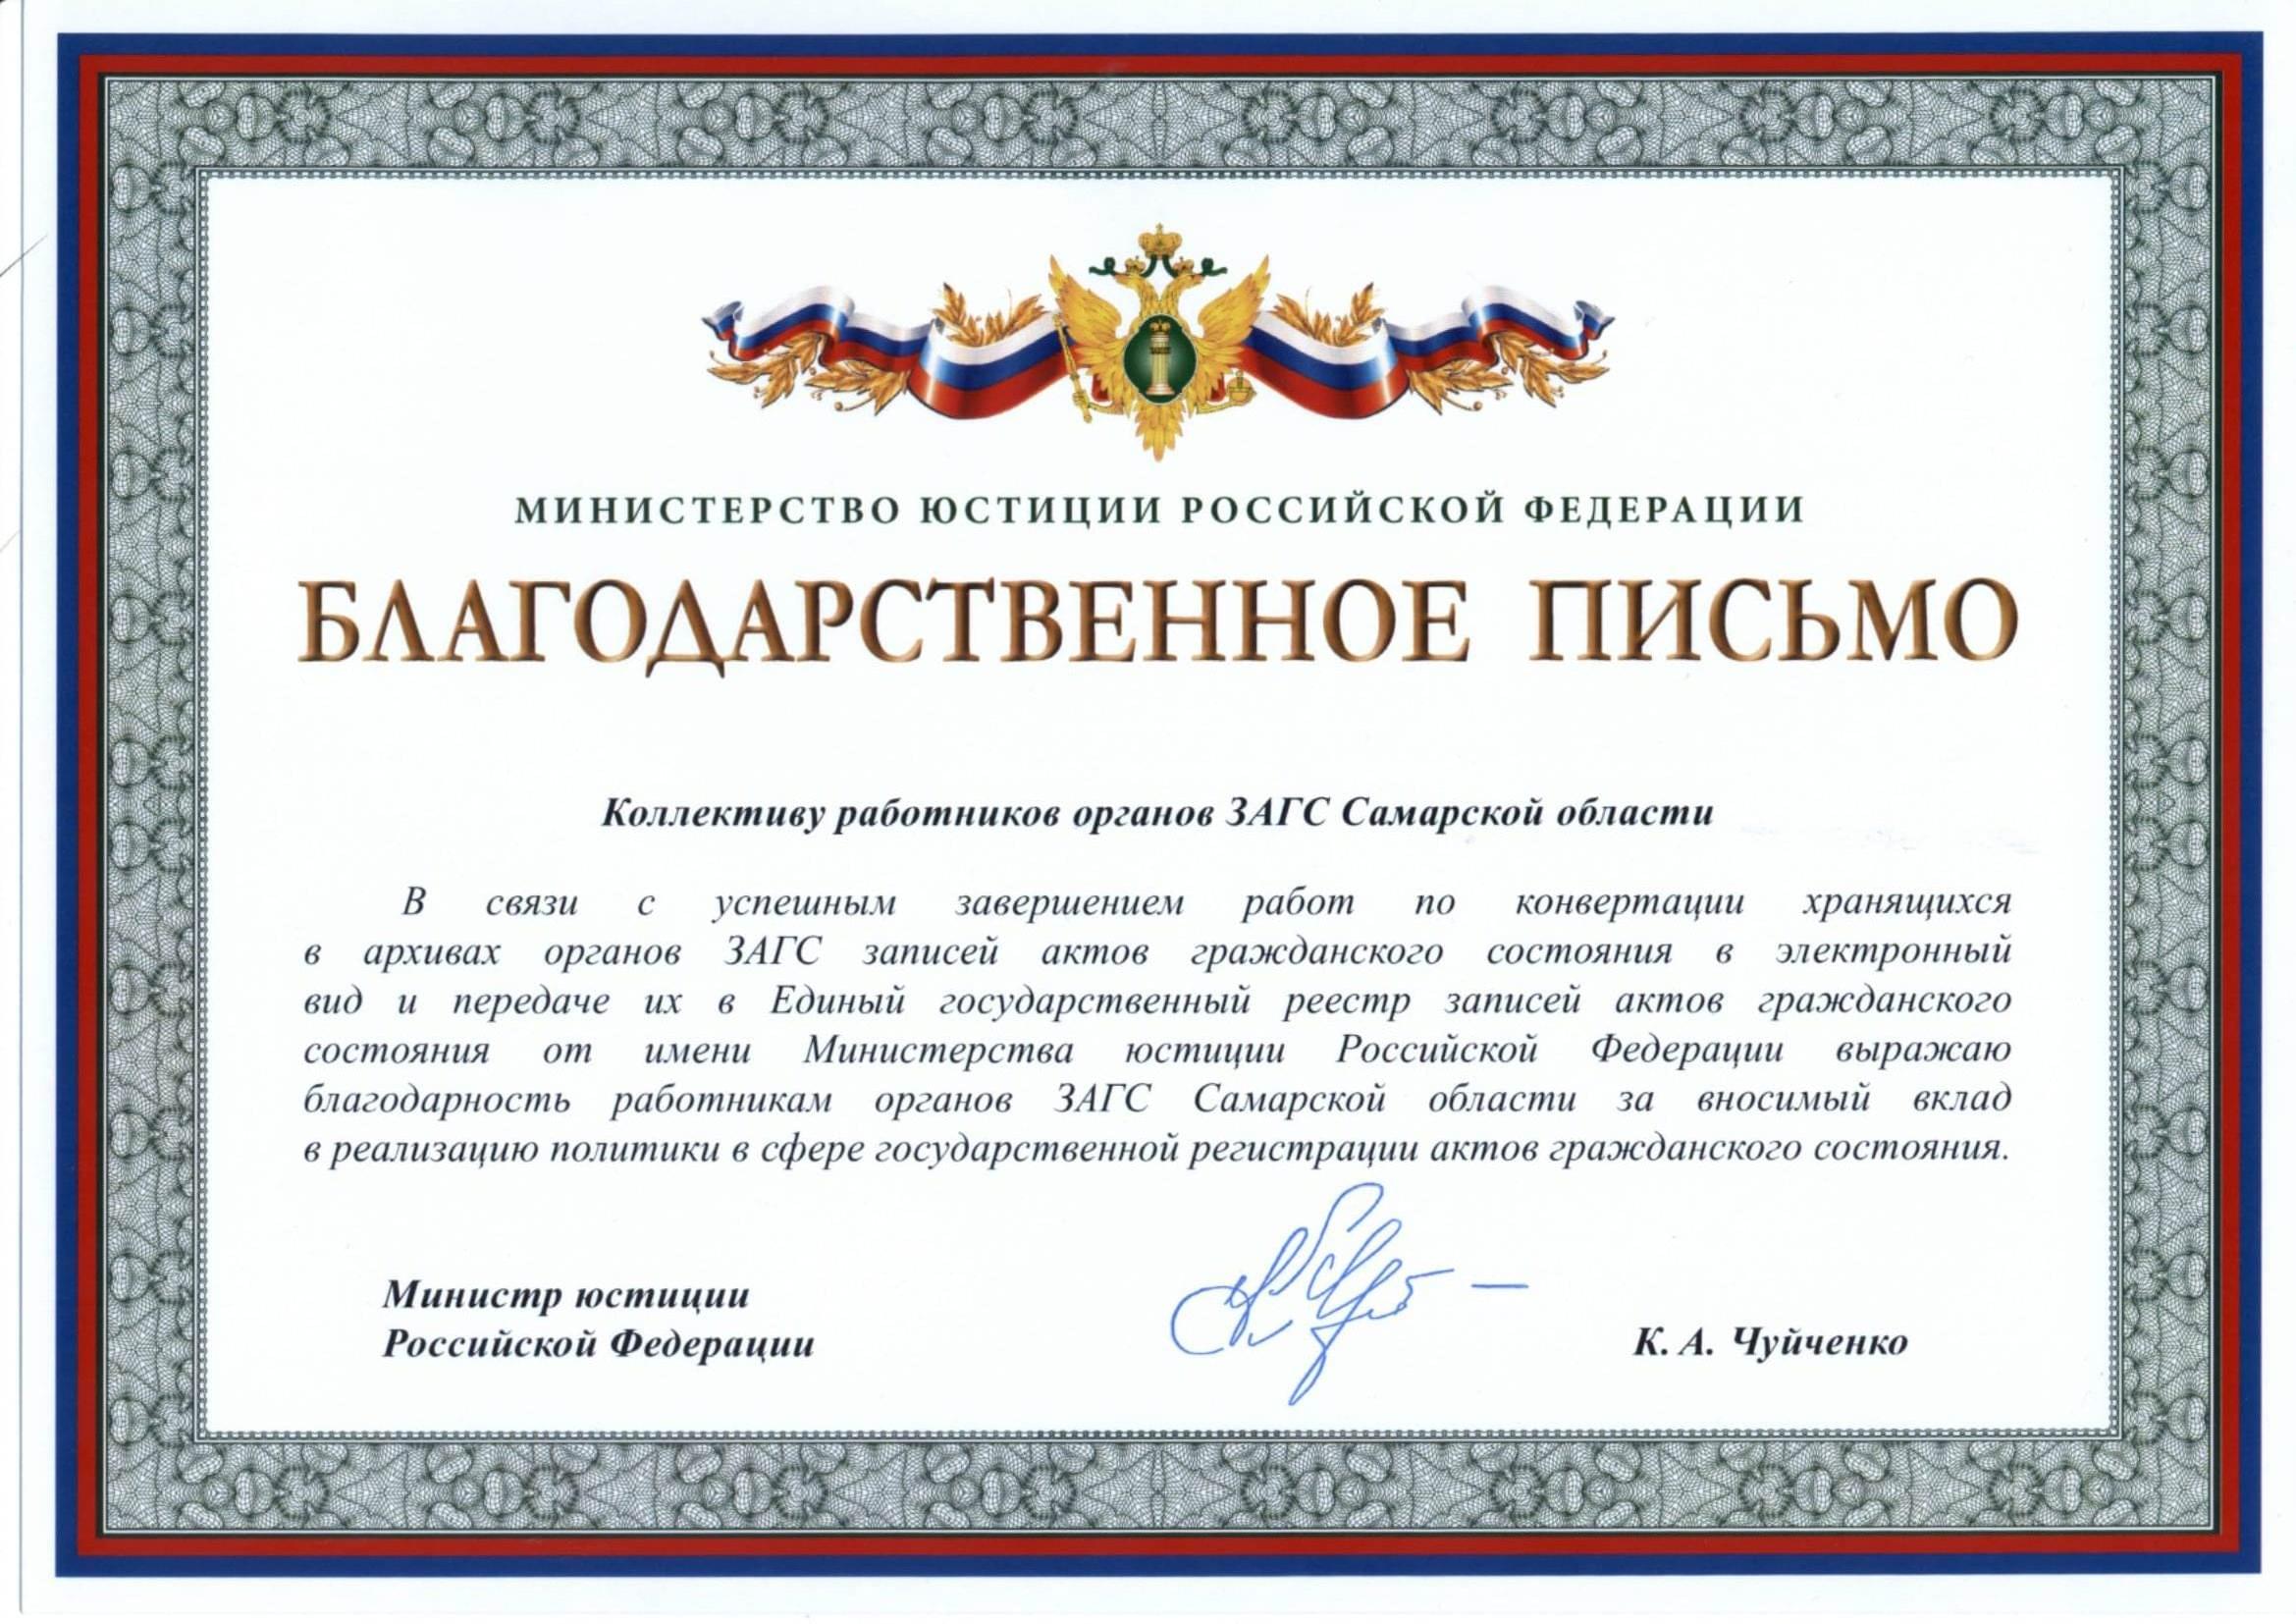 МИНИСТЕРСТВО ЮСТИЦИИ РОССИЙСКОЙ ФЕДЕРАЦИИ
БЛАГОДАРСТВЕННОЕ ПИСЬМО
Коллективу работников органов ЗАГС Самарской области
В связи с успешным завершением работ по конвертации хранящихся
в архивах органов ЗАГС записей актов гражданского состояния в электронный
вид и передаче их в Единый государственный реестр записей актов гражданского
состояния от имени Министерства юстиции Российской Федерации выражаю
благодарность работникам органов ЗАГС Самарской области за вносимый вклад
в реализацию политики в сфере государственной регистрации актов гражданского состояния.
Министр юстиции
Российской Федерации
К. А. Чуйченко